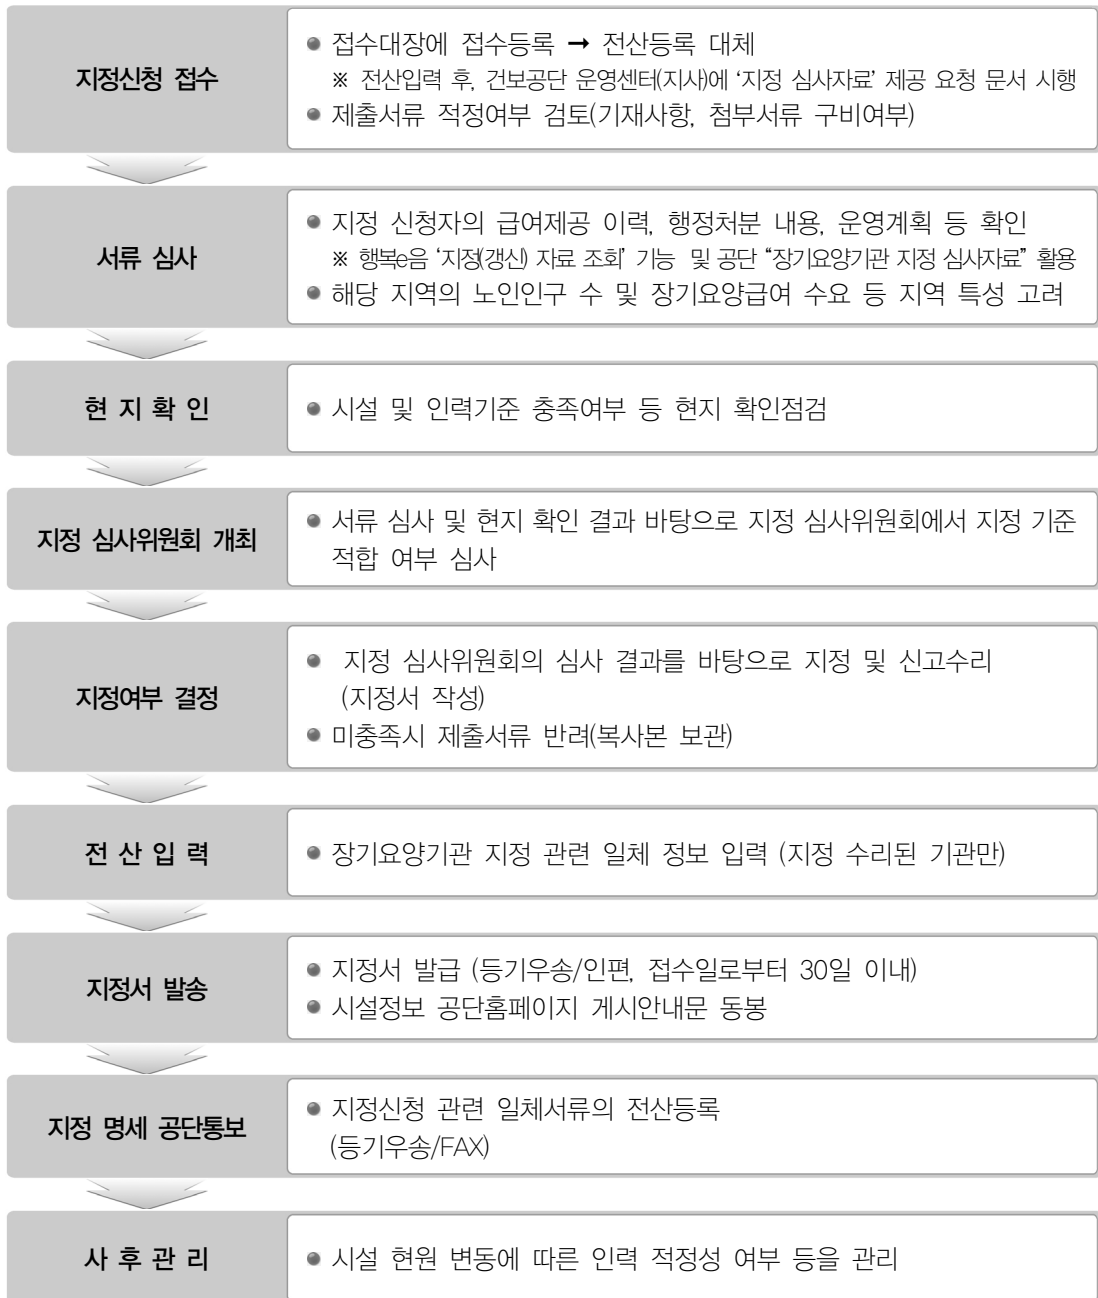 지정신청 접수
● 접수대장에 접수등록 → 전산등록 대체
※ 전산입력 후, 건보공단 운영센터(지사)에 ‘지정 심사자료’ 제공 요청 문서 시행
● 제출서류 적정여부 검토(기재사항, 첨부서류 구비여부)
서류 심사
● 지정 신청자의 급여제공 이력, 행정처분 내용, 운영계획 등 확인
※ 행복e음 ‘지정(갱신) 자료 조회’ 기능 및 공단 “장기요양기관 지정 심사자료” 활용
● 해당 지역의 노인인구 수 및 장기요양급여 수요 등 지역 특성 고려
현 지 확 인
● 시설 및 인력기준 충족여부 등 현지 확인점검
지정 심사위원회 개최
● 서류 심사 및 현지 확인 결과 바탕으로 지정 심사위원회에서 지정 기준
적합 여부 심사
지정여부 결정
● 지정 심사위원회의 심사 결과를 바탕으로 지정 및 신고수리
(지정서 작성)
● 미충족시 제출서류 반려(복사본 보관)
전 산 입 력
● 장기요양기관 지정 관련 일체 정보 입력 (지정 수리된 기관만)
지정서 발송
● 지정서 발급 (등기우송/인편, 접수일로부터 30일 이내)
● 시설정보 공단홈페이지 게시안내문 동봉
지정 명세 공단통보
● 지정신청 관련 일체서류의 전산등록
(등기우송/FAX)
사 후 관 리
● 시설 현원 변동에 따른 인력 적정성 여부 등을 관리